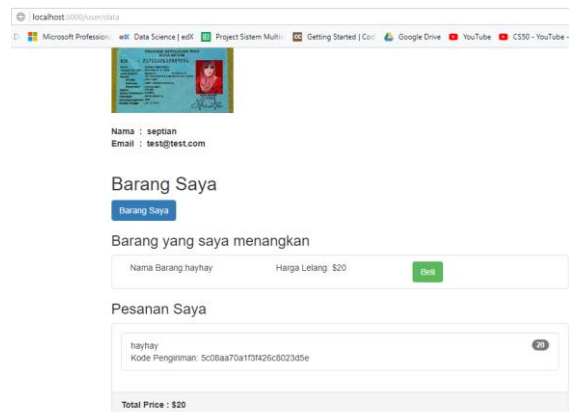 localhost:3000/user/data
Microsoft Profession Data Science | edX Project Sistem Multi Getting Started | Cod Google Drive YouTube CS50 - YouTube -
Nama : septian
Email : test@test.com
Barang Saya
Barang Saya
Barang yang saya menangkan
Nama Barang:hayhay Harga Lelang: $20 Beli
Pesanan Saya
hayhay 20
Kode Pengiriman: 5c08aa70a1f3f426c8023d5e
Total Price : $20